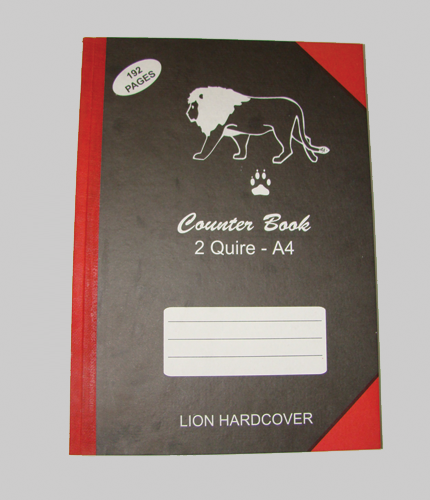 192
PAGES
Counter Book
2 Quire - A4
LION HARDCOVER